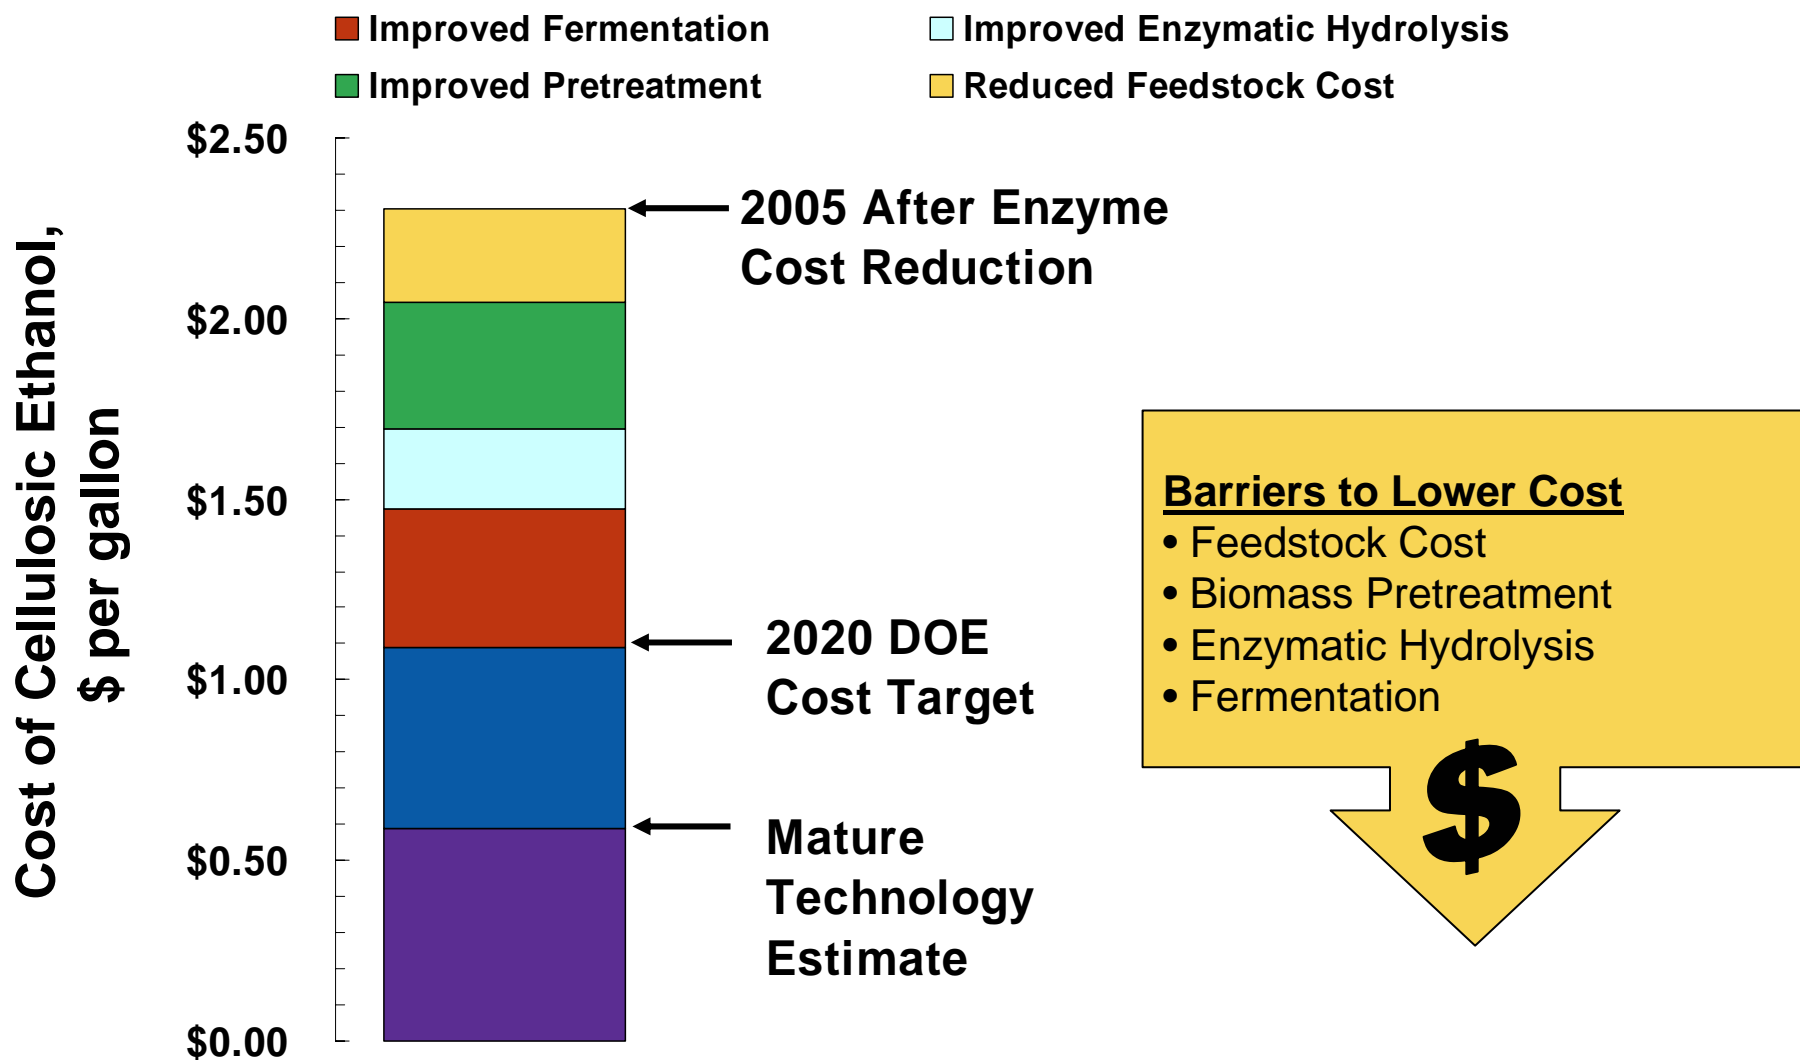 Improved Fermentation
Improved Enzymatic Hydrolysis
Improved Pretreatment
Reduced Feedstock Cost
Cost of Cellulosic Ethanol,
$ per gallon
$2.50
$2.00
$1.50
$1.00
$0.50
$0.00
2005 After Enzyme
Cost Reduction
2020 DOE
Cost Target
Mature
Technology
Estimate
Barriers to Lower Cost
• Feedstock Cost
• Biomass Pretreatment
• Enzymatic Hydrolysis
• Fermentation
$